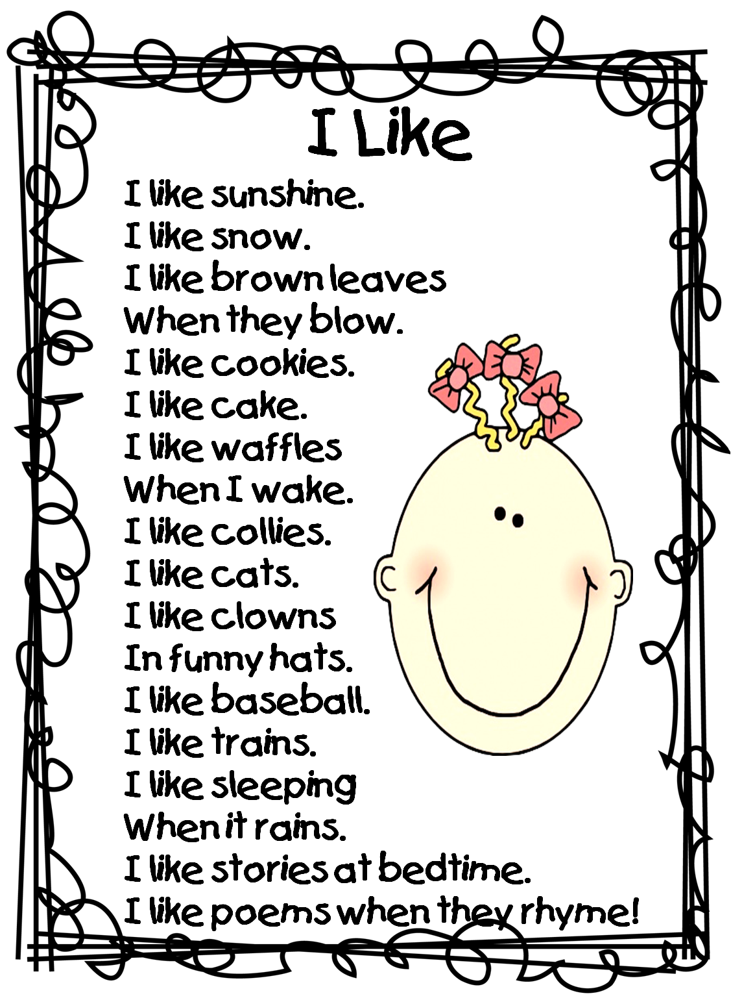 I Like
I like sunshine.
I like snow.
I like brown leaves
When they blow.
I like cookies.
I like cake.
I like waffles
When I wake.
I like collies.
I like cats.
I like clowns
In funny hats.
I like baseball.
I like trains.
I like sleeping
When it rains.
I like stories at bedtime.
I like poems when they rhyme!